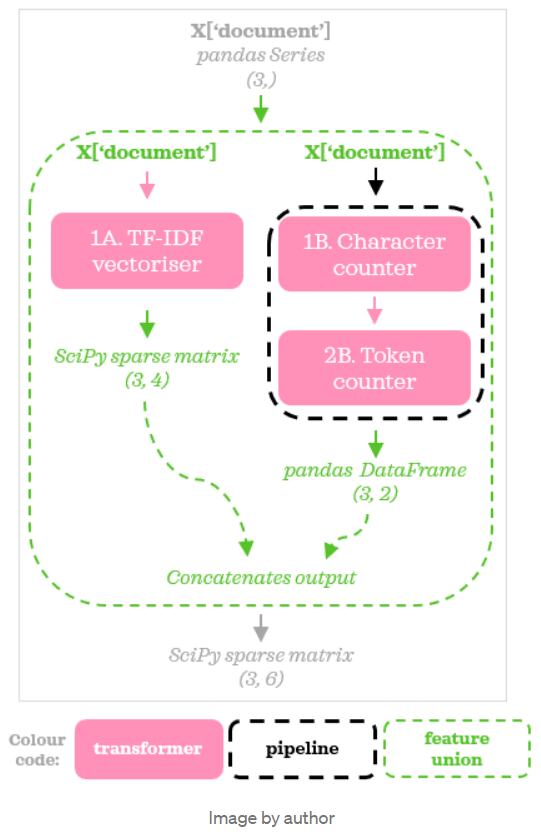 X[‘document’]
pandas Series
(3,)
X[‘document’]
X[‘document’]
1A. TF-IDF
vectoriser
1B. Character
counter
2B. Token
counter
SciPy sparse matrix
(3, 4)
pandas DataFrame
(3, 2)
Concatenates output
SciPy sparse matrix
(3, 6)
Colour
code:
transformer
pipeline
feature
union
Image by author